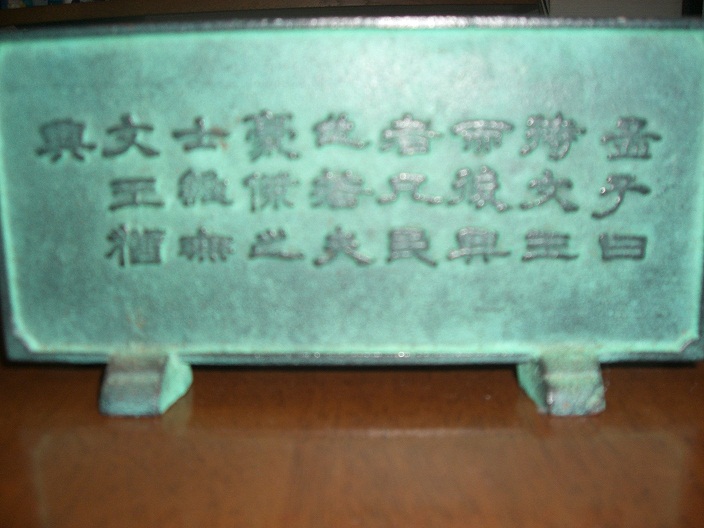 孟子曰
待文王
而後興
者凡民
也若夫
豪傑之
士雖無
文王猶
興